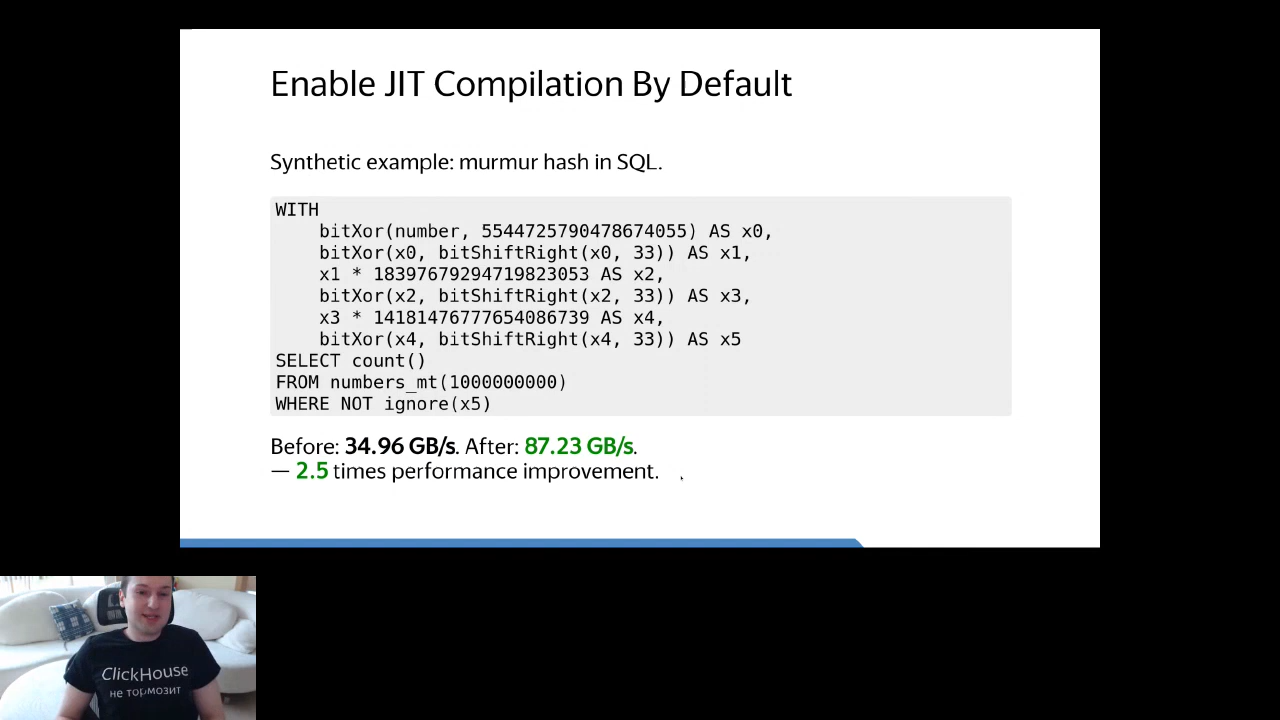 Enable JIT Compilation By Default
Synthetic example: murmur hash in SQL.
WITH
bitXor(number, 5544725790478674055) AS x0,
bitXor(x0, bitShiftRight(x0, 33)) AS x1,
x1 * 18397679294719823053 AS x2,
bitXor(x2, bitShiftRight(x2, 33)) AS x3,
x3 * 14181476777654086739 AS x4,
bitXor(x4, bitShiftRight(x4, 33)) AS x5
SELECT count()
FROM numbers_mt(1000000000)
WHERE NOT ignore(x5)
Before: 34.96 GB/s. After: 87.23 GB/s.
— 2.5 times performance improvement.
ClickHouse
не тормозит